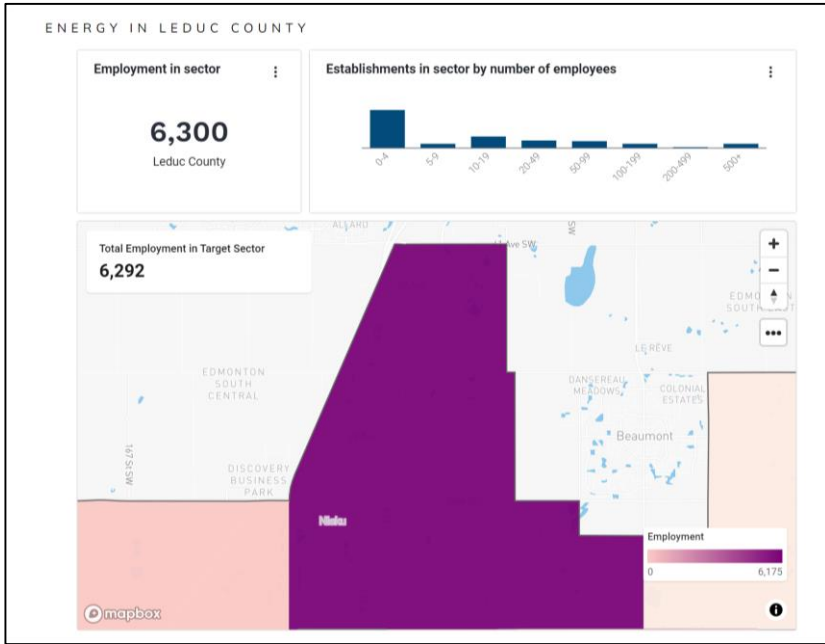 ENERGY IN LEDUC COUNTY
Employment in sector
6,300
Leduc County
Establishments in sector by number of employees
0-4
5-9
10-19
20-49
50-99
100-199
200-499
500+
ALLARD
Ave SW
SW
Total Employment in Target Sector
6,292
EDMONTON
SOUTH EAST
LE RÊVE
EDMONTON
SOUTH
CENTRAL
DANSEREAU
MEADOWS
COLONIAL
ESTATES
Beaumont
167 St SW
DISCOVERY
BUSINESS
PARK
Nisku
Employment
0
6,175
mapbox